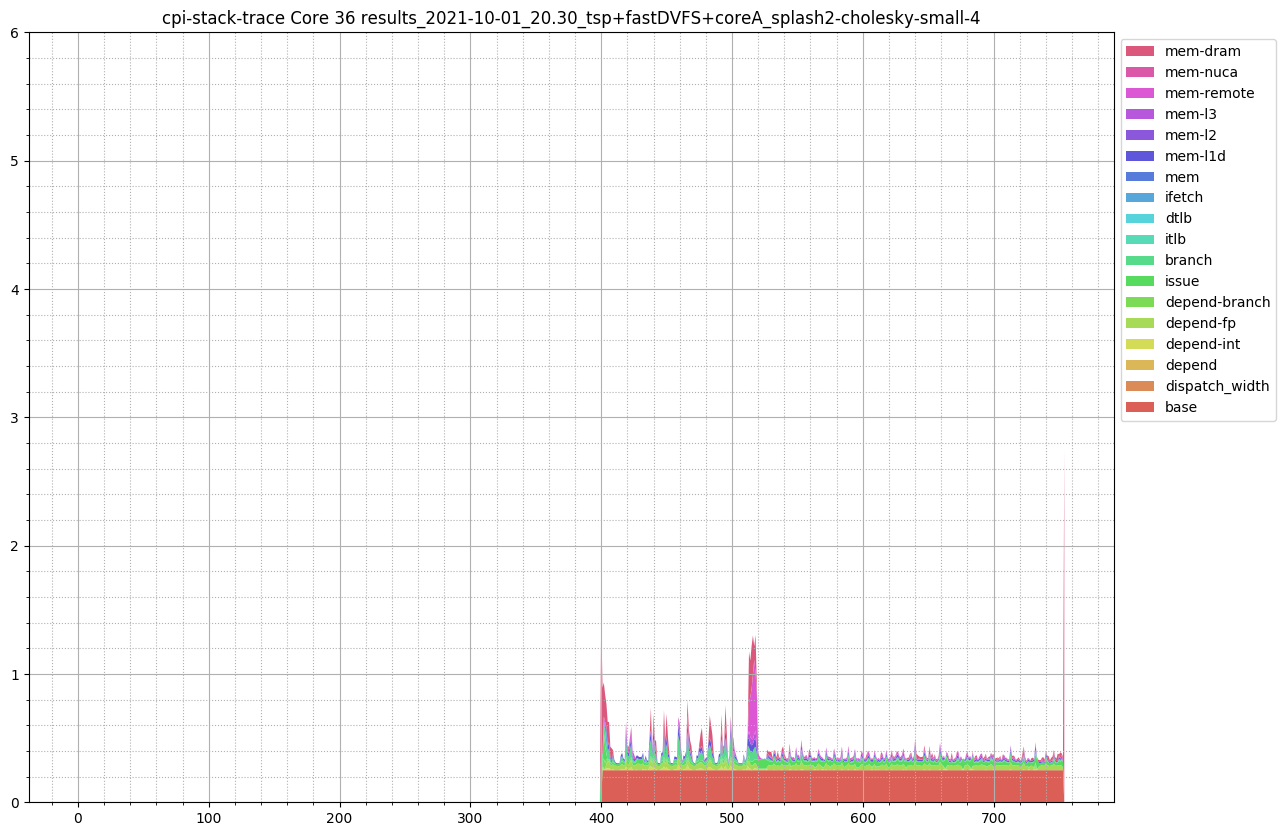 cpi-stack-trace Core 36 results_2021-10-01_20.30_tsp+fastDVFS+coreA_splash2-cholesky-small-4
6
5
4
3
2
1
0
0 100 200 300 400 500 600 700
mem-dram
mem-nuca
mem-remote
mem-l3
mem-l2
mem-l1d
mem
ifetch
dtlb
itlb
branch
issue
depend-branch
depend-fp
depend-int
depend
dispatch_width
base